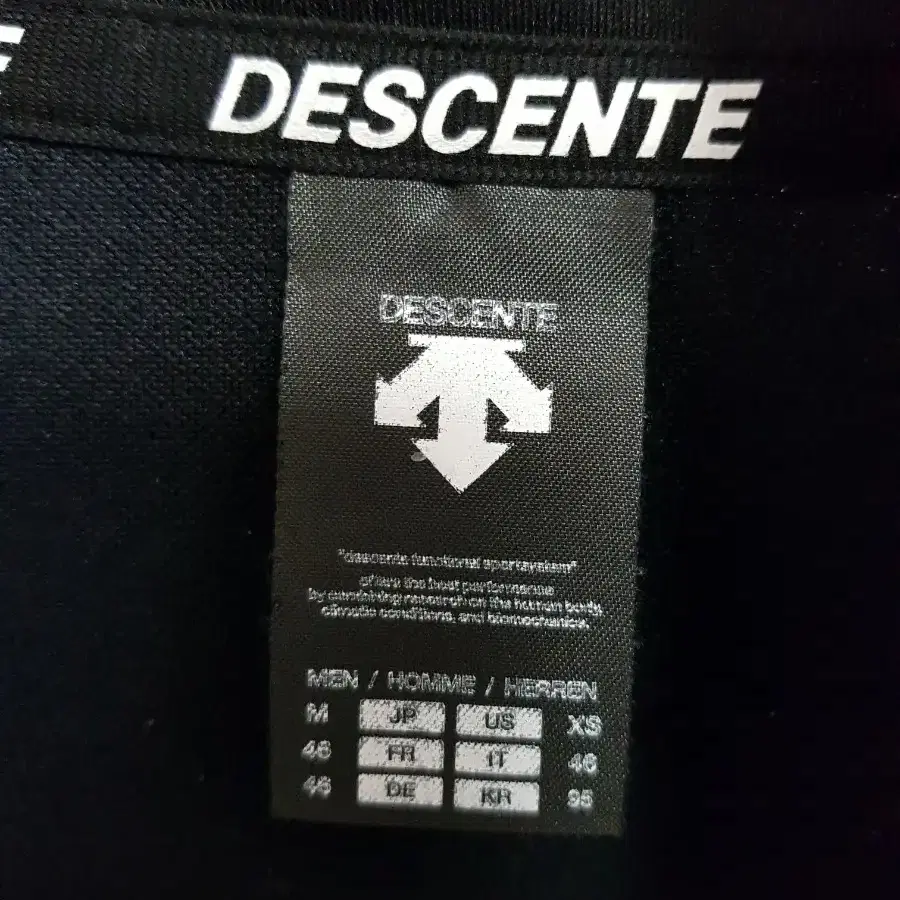 DESCENTE
DESCENTE
"descente functional sportsystem"
offers the best performance
by combining research on the human body,
climatic conditions, and biomechanics.
MEN / HOMME / HERREN
M JP US XS
46 FR IT 46
46 DE KR 95